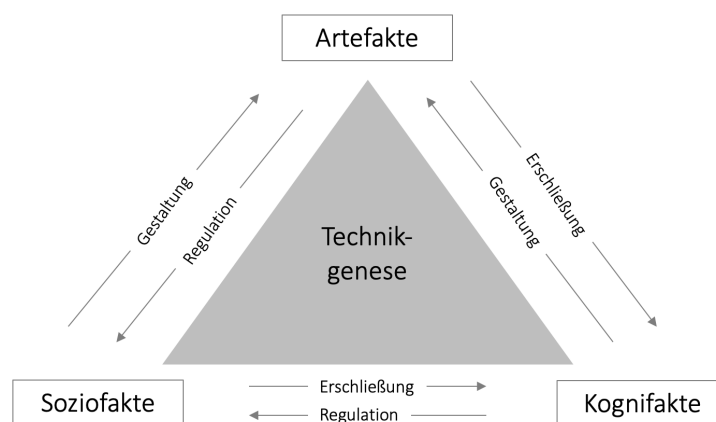 Artefakte
Gestaltung
Regulation
Erschließung
Gestaltung
Technik-
genese
Soziofakte
Erschließung
Regulation
Kognifakte